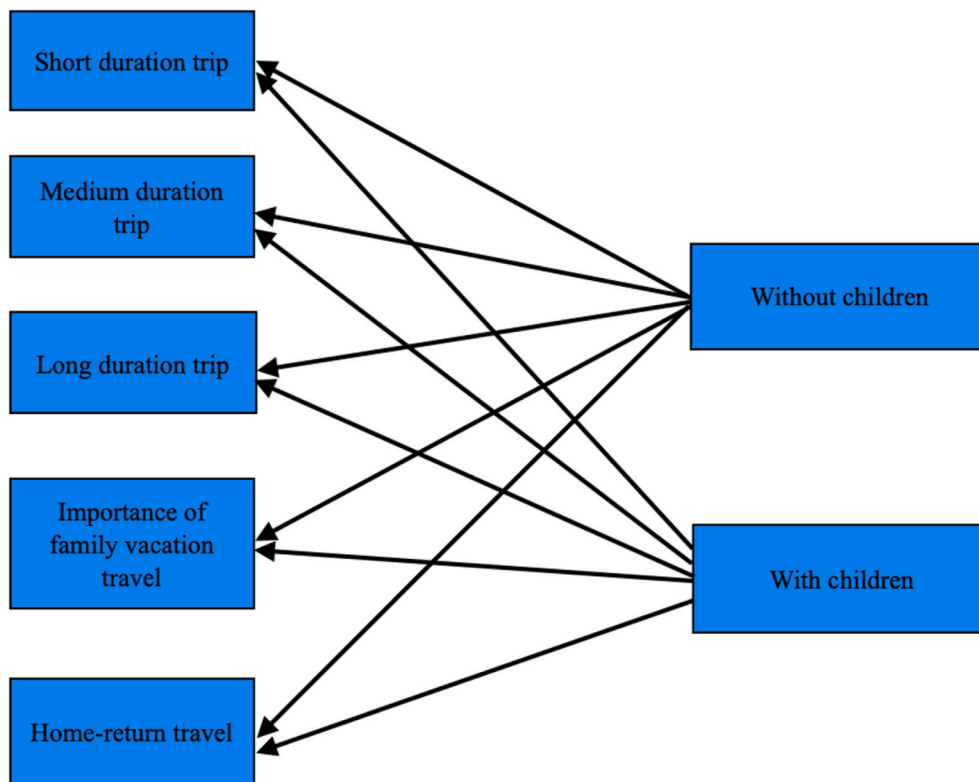 Short duration trip
Medium duration
trip
Without children
Long duration trip
Importance of
family vacation
travel
With children
Home-return travel